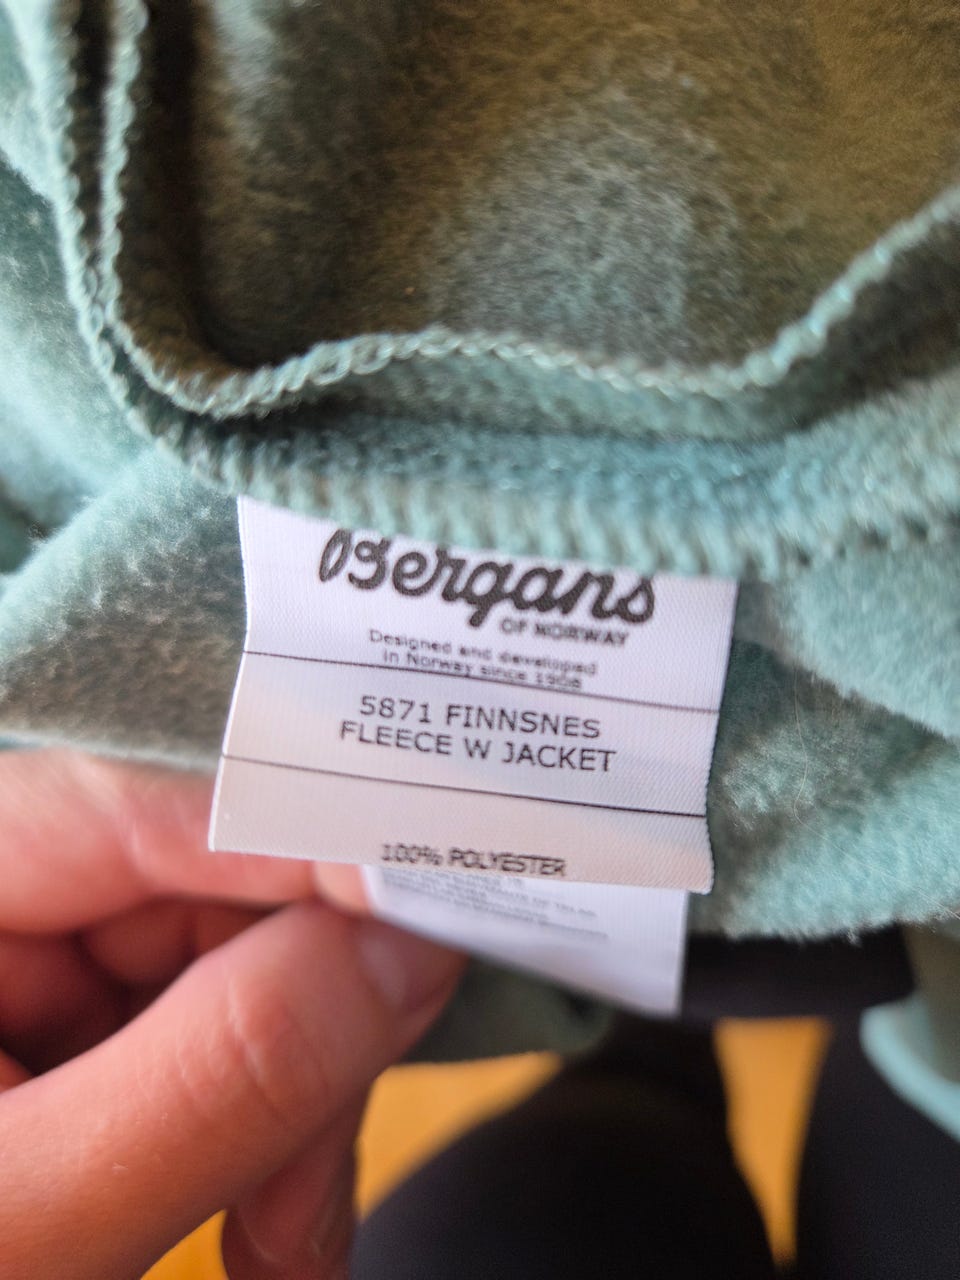 Bergans
OF NORWAY
Designed and developed
in Norway since 1908
5871 FINNSNES
FLEECE W JACKET
100% POLYESTER